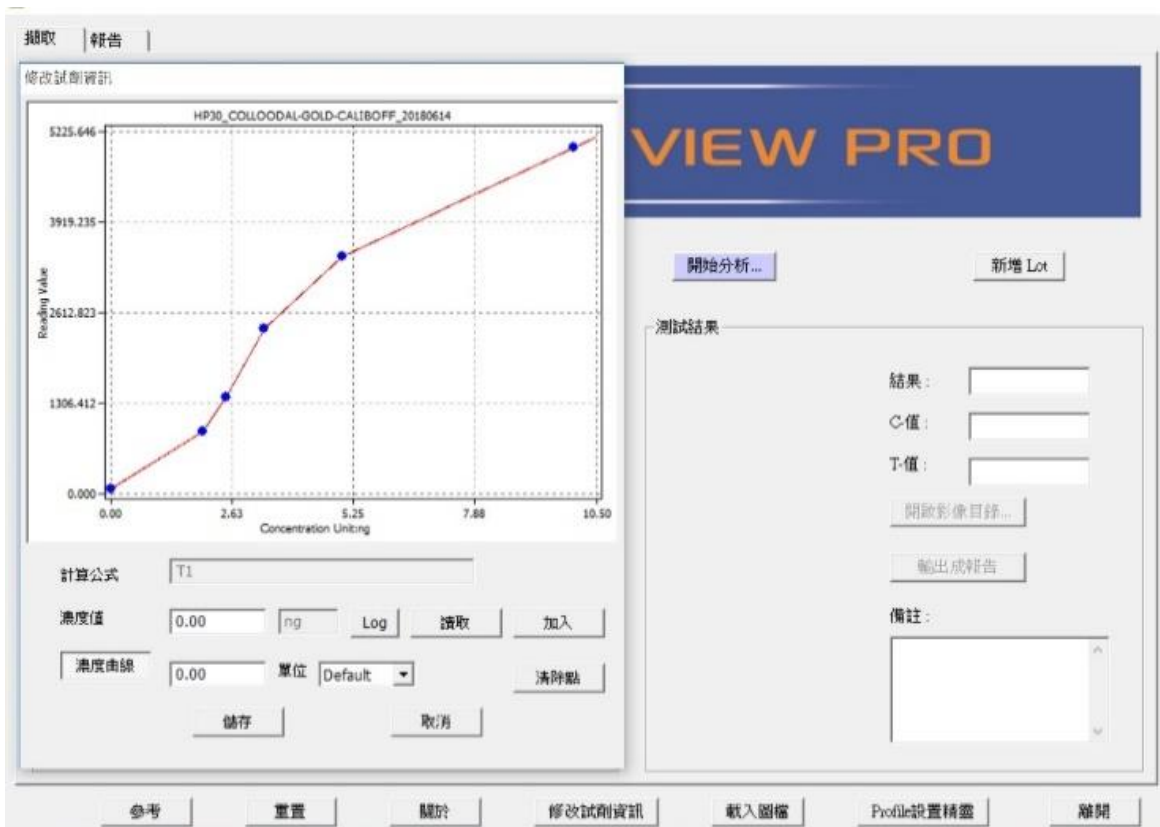 擷取
報告
修改試劑資訊
HP30_COLLOODAL-GOLD-CALIBOFF_20180614
5225.646
3919.235
2612.823
1306.412
0.000
Reading Value
0.00 2.63 5.25 7.88 10.50
Concentration Unit:ng
計算公式 T1
濃度值 0.00 ng Log 讀取 加入
濃度曲線 0.00 單位 Default 清除點
儲存 取消
VIEW PRO
開始分析... 新增 Lot
測試結果
結果 :
C-值 :
T-值 :
開啟影像目錄...
輸出成報告
備註 :
參考 重置 關於 修改試劑資訊 載入圖檔 Profile設置精靈 離開